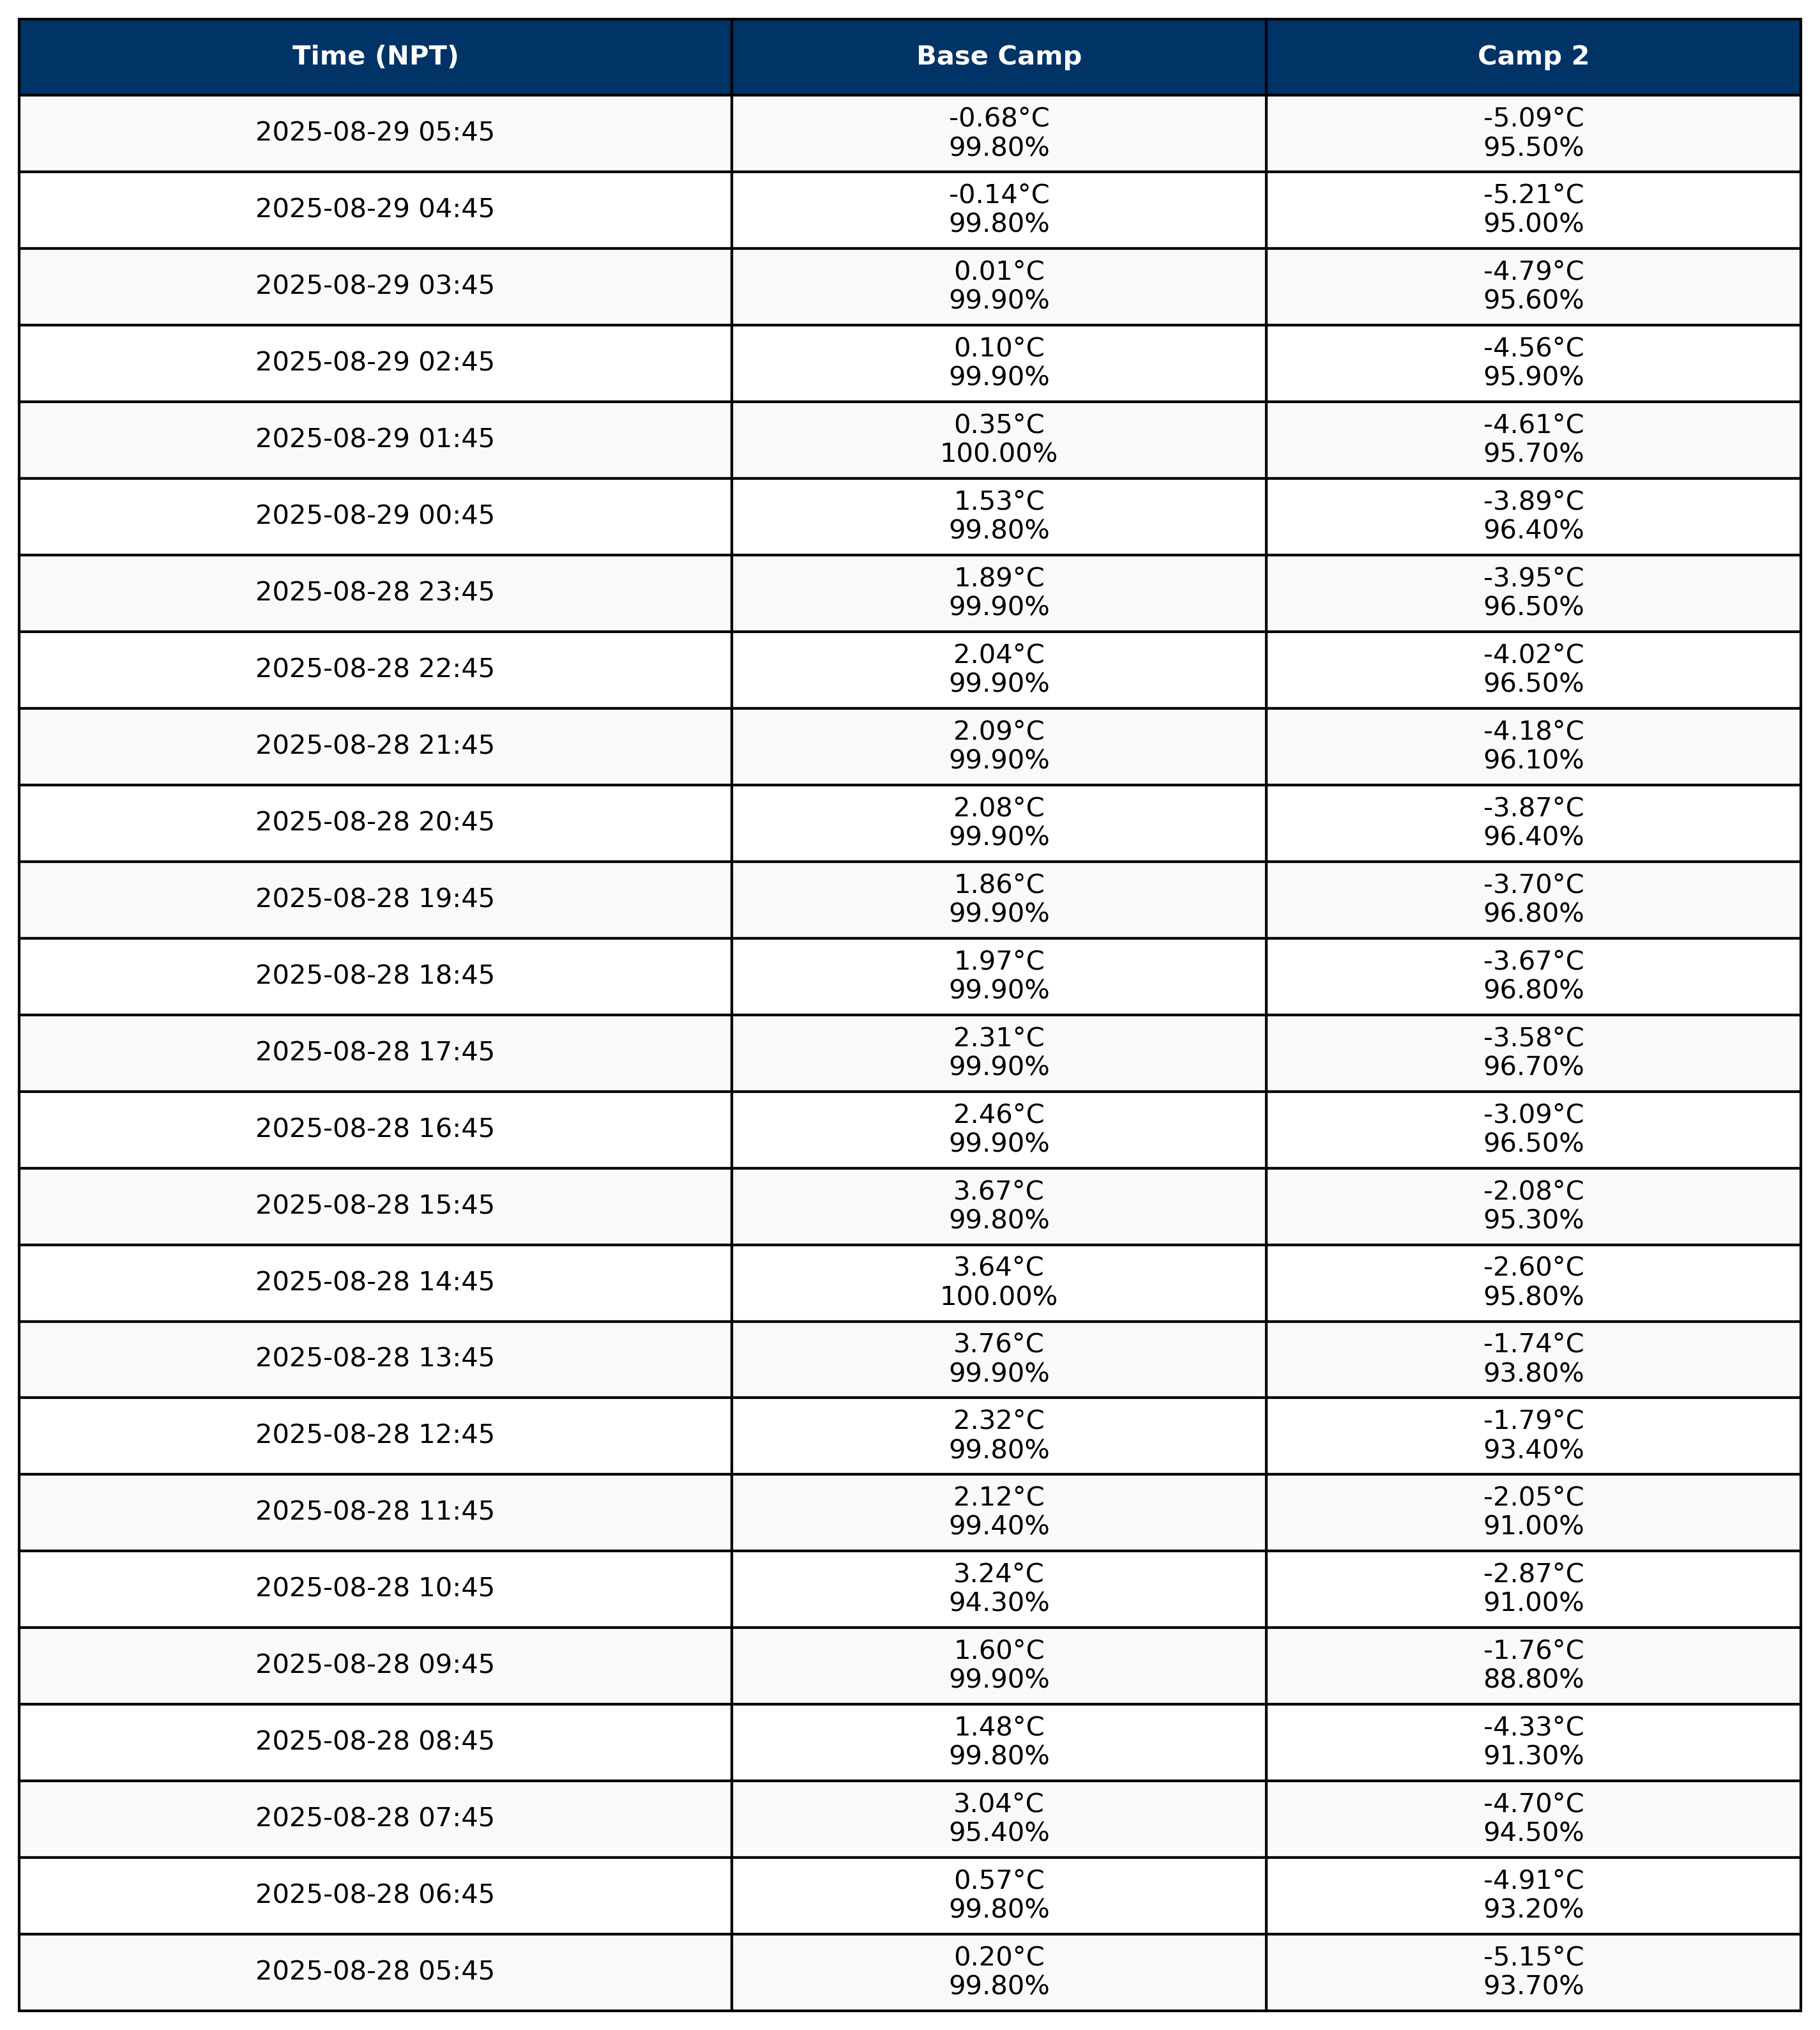 Time (NPT) Base Camp Camp 2
2025-08-29 05:45 -0.68°C -5.09°C
99.80% 95.50%
2025-08-29 04:45 -0.14°C -5.21°C
99.80% 95.00%
2025-08-29 03:45 0.01°C -4.79°C
99.90% 95.60%
2025-08-29 02:45 0.10°C -4.56°C
99.90% 95.90%
2025-08-29 01:45 0.35°C -4.61°C
100.00% 95.70%
2025-08-29 00:45 1.53°C -3.89°C
99.80% 96.40%
2025-08-28 23:45 1.89°C -3.95°C
99.90% 96.50%
2025-08-28 22:45 2.04°C -4.02°C
99.90% 96.50%
2025-08-28 21:45 2.09°C -4.18°C
99.90% 96.10%
2025-08-28 20:45 2.08°C -3.87°C
99.90% 96.40%
2025-08-28 19:45 1.86°C -3.70°C
99.90% 96.80%
2025-08-28 18:45 1.97°C -3.67°C
99.90% 96.80%
2025-08-28 17:45 2.31°C -3.58°C
99.90% 96.70%
2025-08-28 16:45 2.46°C -3.09°C
99.90% 96.50%
2025-08-28 15:45 3.67°C -2.08°C
99.80% 95.30%
2025-08-28 14:45 3.64°C -2.60°C
100.00% 95.80%
2025-08-28 13:45 3.76°C -1.74°C
99.90% 93.80%
2025-08-28 12:45 2.32°C -1.79°C
99.80% 93.40%
2025-08-28 11:45 2.12°C -2.05°C
99.40% 91.00%
2025-08-28 10:45 3.24°C -2.87°C
94.30% 91.00%
2025-08-28 09:45 1.60°C -1.76°C
99.90% 88.80%
2025-08-28 08:45 1.48°C -4.33°C
99.80% 91.30%
2025-08-28 07:45 3.04°C -4.70°C
95.40% 94.50%
2025-08-28 06:45 0.57°C -4.91°C
99.80% 93.20%
2025-08-28 05:45 0.20°C -5.15°C
99.80% 93.70%